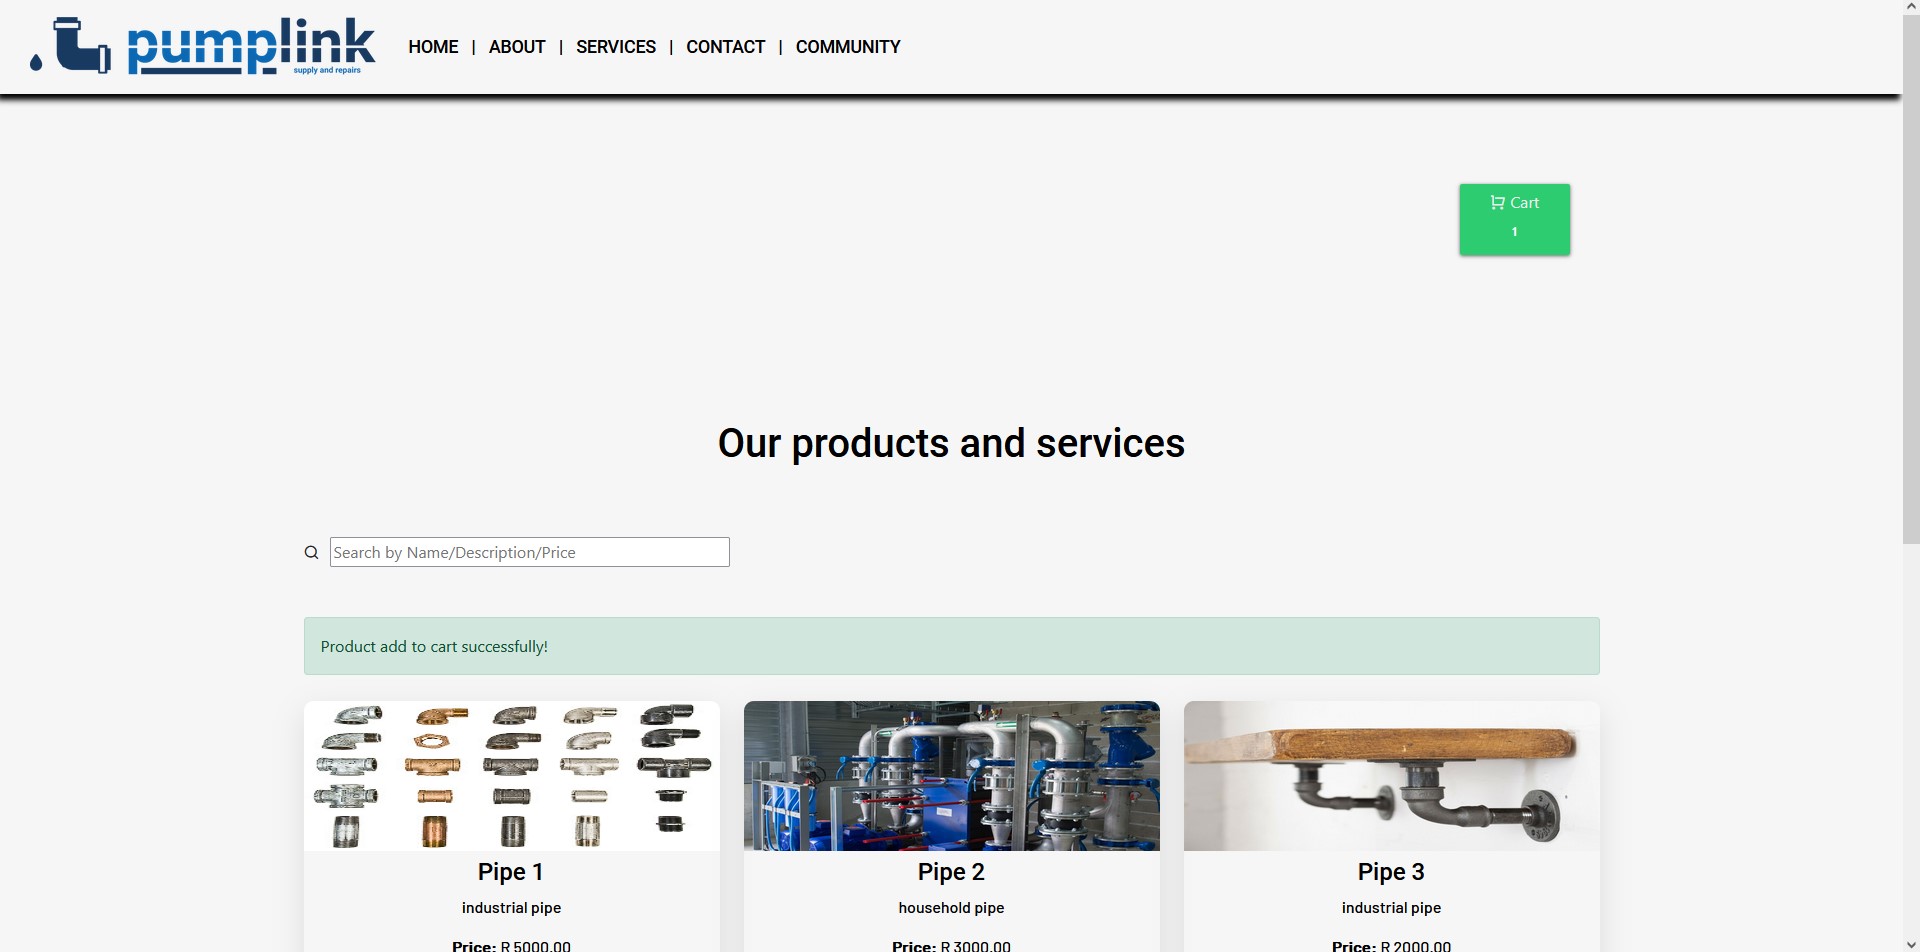 pumplink
supply and repairs
HOME | ABOUT | SERVICES | CONTACT | COMMUNITY
Cart
1
Our products and services
Search by Name/Description/Price
Product add to cart successfully!
Pipe 1
industrial pipe
Price: R 5000.00
Pipe 2
household pipe
Price: R 3000.00
Pipe 3
industrial pipe
Price: R 2000.00